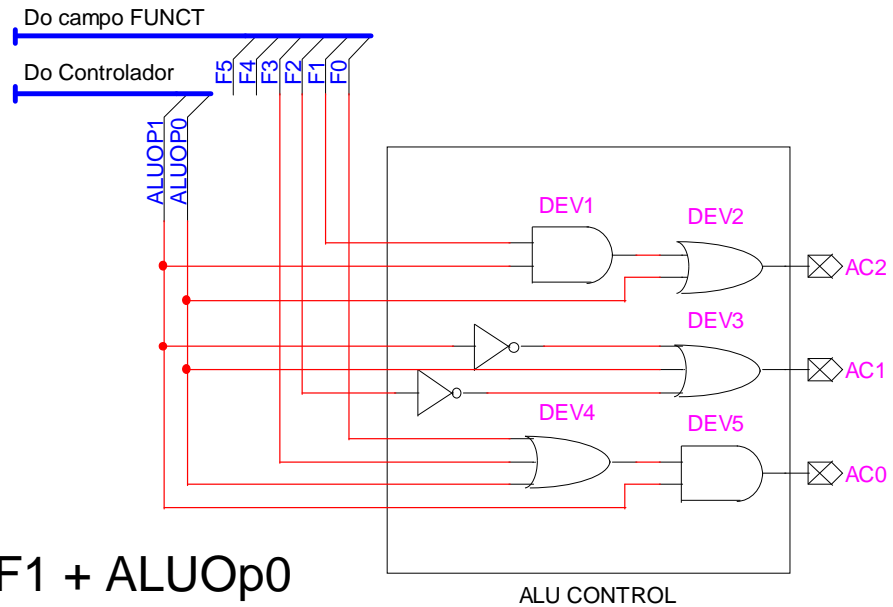 Do campo FUNCT
Do Controlador
F5
F4
F3
F2
F1
F0
ALUOP1
ALUOP0
DEV1
DEV2
AC2
DEV3
AC1
DEV4
DEV5
AC0
F1 + ALUOp0
ALU CONTROL